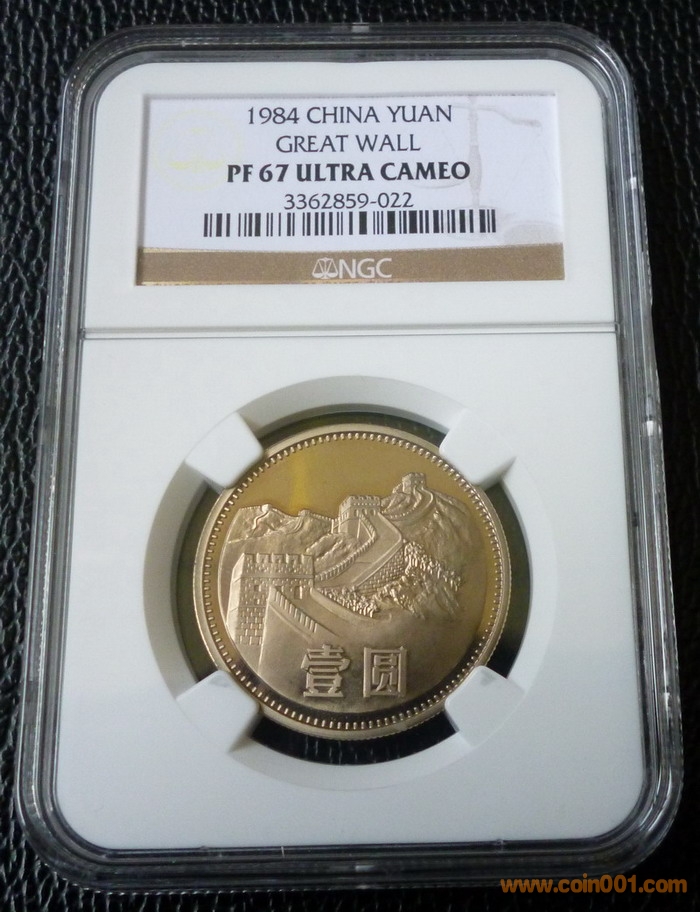 1984 CHINA YUAN
GREAT WALL
PF 67 ULTRA CAMEO
3362859-022
NGC
壹圆
www.coin001.com